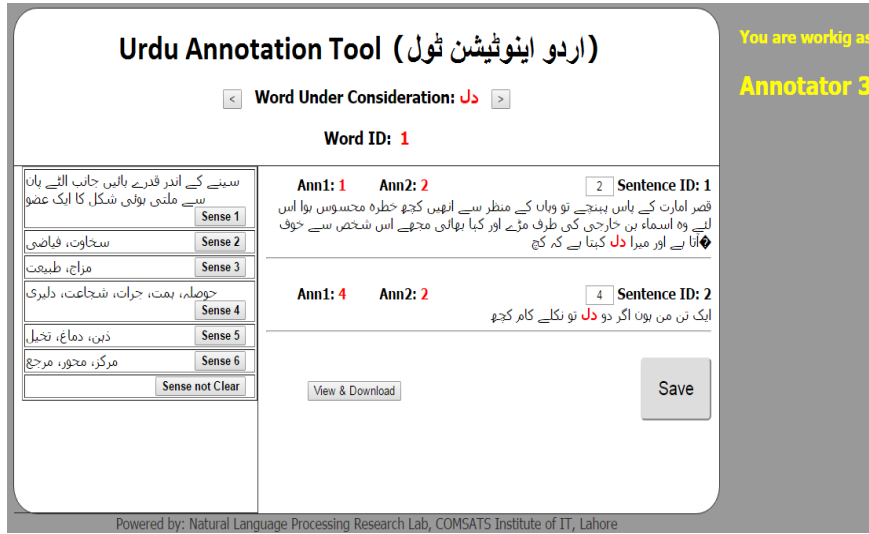 Urdu Annotation Tool (اردو اینوٹیشن ٹول)
< Word Under Consideration: دل >
Word ID: 1
You are workig as
Annotator 3
سینے کے اندر قدرے بائیں جانب الٹے پان
سے ملتی ہوئی شکل کا ایک عضو
Sense 1
سخاوت، فیاضی Sense 2
مزاج، طبیعت Sense 3
حوصلہ، ہمت، جرات، شجاعت، دلیری
Sense 4
ذہن، دماغ، تخیل Sense 5
مرکز، محور، مرجع Sense 6
Sense not Clear
Ann1: 1 Ann2: 2 2 Sentence ID: 1
قصر امارت کے پاس پہنچے تو وہاں کے منظر سے انھیں کچھ خطرہ محسوس ہوا اس
لئے وہ اسماء بن خارجی کی طرف مڑے اور کہا بھائی مجھے اس شخص سے خوف
�آتا ہے اور میرا دل کہتا ہے کہ کچ
Ann1: 4 Ann2: 2 4 Sentence ID: 2
ایک تن من ہوں اگر دو دل تو نکلے کام کچھ
View & Download
Save
Powered by: Natural Language Processing Research Lab, COMSATS Institute of IT, Lahore